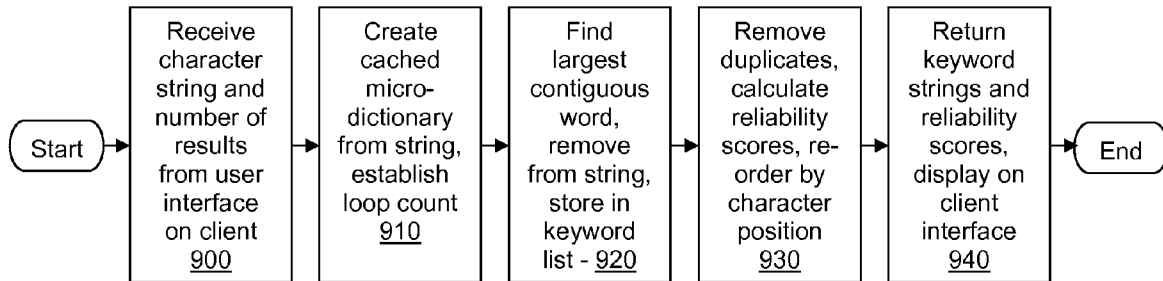 Start
Receive
character
string and
number of
results
from user
interface
on client
900
Create
cached
micro-
dictionary
from string,
establish
loop count
910
Find
largest
contiguous
word,
remove
from string,
store in
keyword
list - 920
Remove
duplicates,
calculate
reliability
scores, re-
order by
character
position
930
Return
keyword
strings and
reliability
scores,
display on
client
interface
940
End